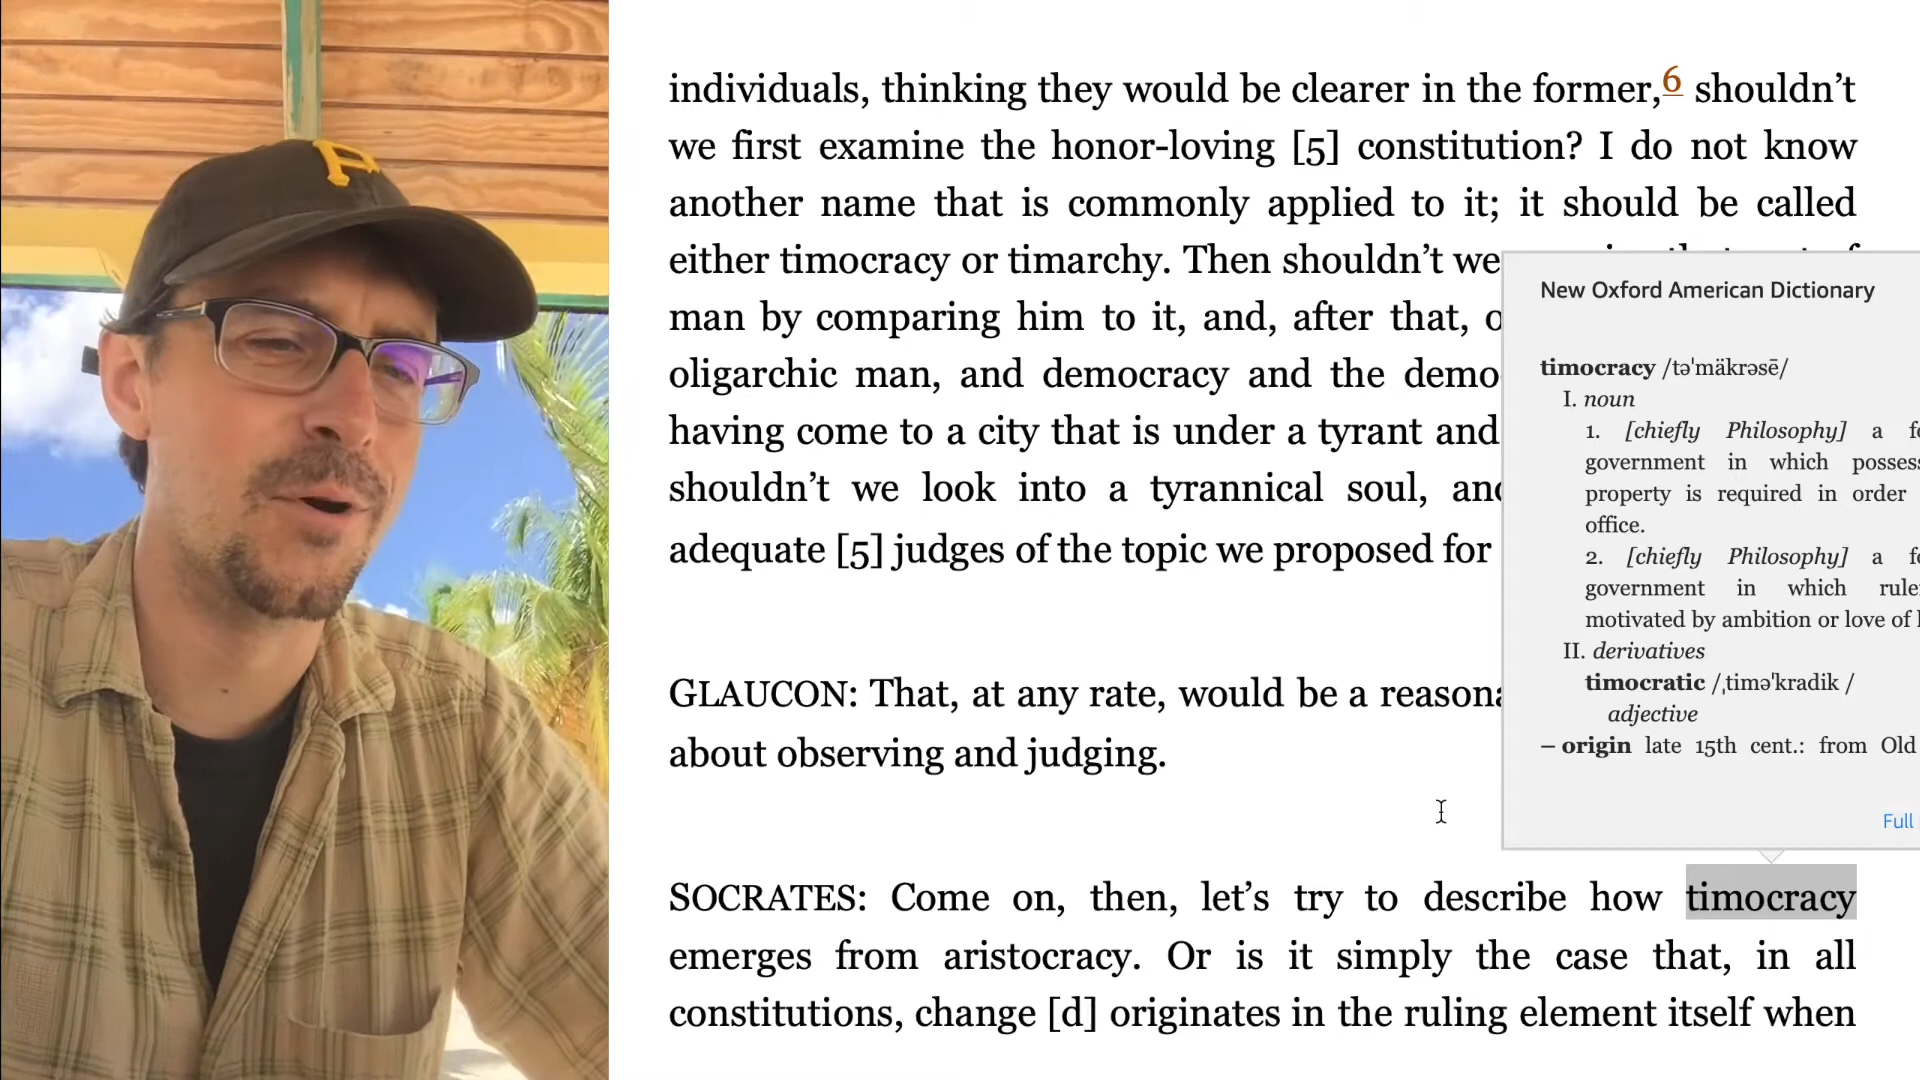 P
individuals, thinking they would be clearer in the former,6 shouldn’t
we first examine the honor-loving [5] constitution? I do not know
another name that is commonly applied to it; it should be called
either timocracy or timarchy. Then shouldn’t we
man by comparing him to it, and, after that,
oligarchic man, and democracy and the demo
having come to a city that is under a tyrant and
shouldn’t we look into a tyrannical soul, and
adequate [5] judges of the topic we proposed for
GLAUCON: That, at any rate, would be a reasona
about observing and judging.
SOCRATES: Come on, then, let’s try to describe how timocracy
emerges from aristocracy. Or is it simply the case that, in all
constitutions, change [d] originates in the ruling element itself when
New Oxford American Dictionary
timocracy /təˈmäkrəsē/
I. noun
1. [chiefly Philosophy] a fo
government in which possess
property is required in order
office.
2. [chiefly Philosophy] a fo
government in which rule
motivated by ambition or love of
II. derivatives
timocratic /ˌtiməˈkradik /
adjective
– origin late 15th cent.: from Old
Full